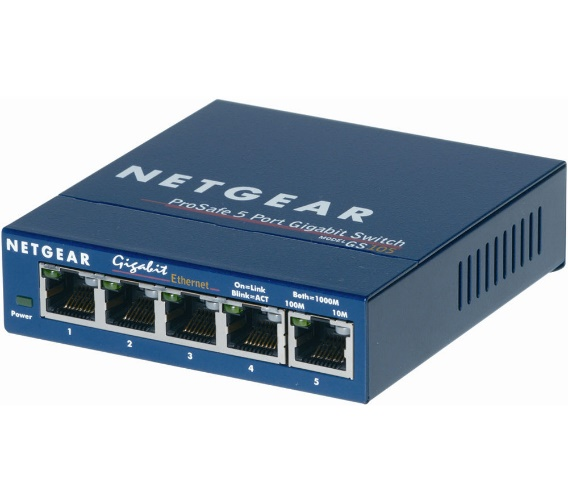 NETGEAR
ProSafe 5 Port Gigabit Switch
MODEL GS105
NETGEAR
Gigabit Ethernet
On=Link
Blink=ACT
Both=1000M
100M 10M
Power
1 2 3 4 5